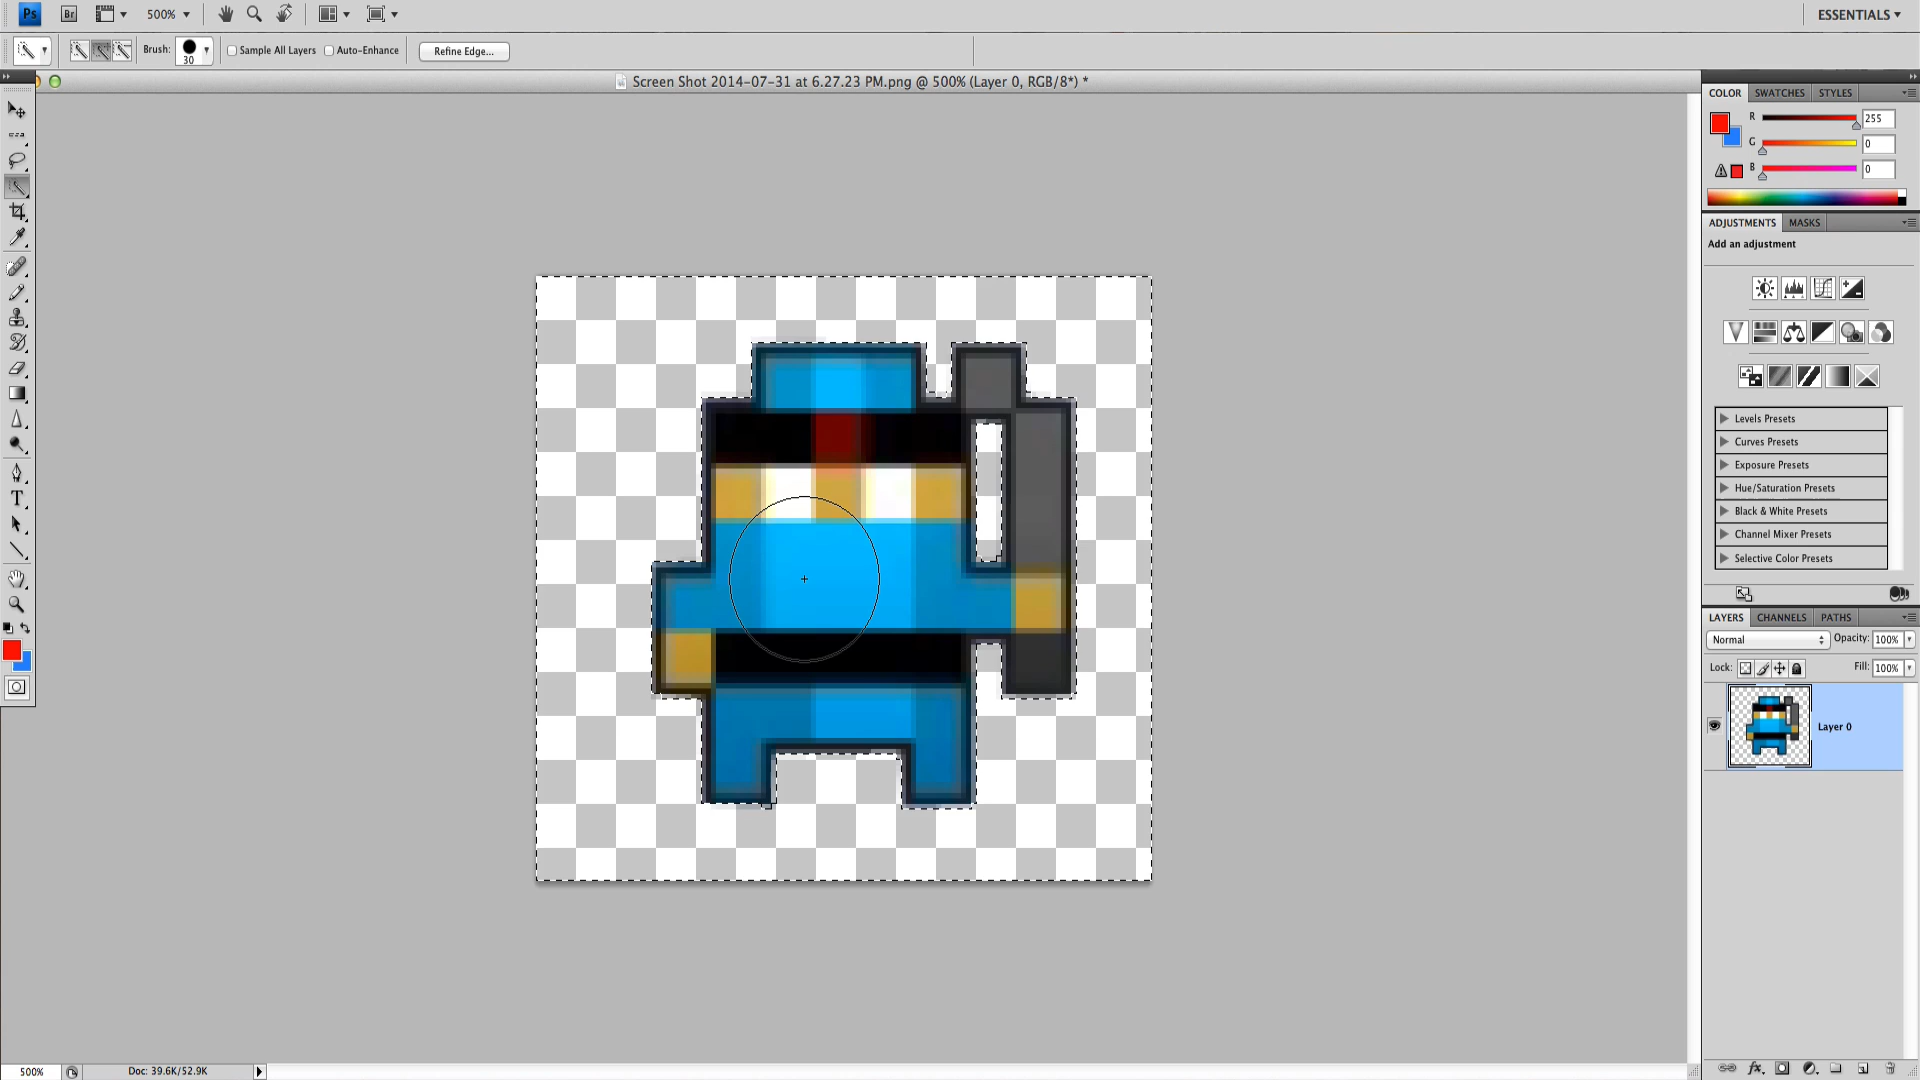 Ps Br 500% ESSENTIALS
Brush: 30 Sample All Layers Auto-Enhance Refine Edge...
Screen Shot 2014-07-31 at 6.27.23 PM.png @ 500% (Layer 0, RGB/8*) *
COLOR SWATCHES STYLES
R 255
G 0
B 0
ADJUSTMENTS MASKS
Add an adjustment
Levels Presets
Curves Presets
Exposure Presets
Hue/Saturation Presets
Black & White Presets
Channel Mixer Presets
Selective Color Presets
LAYERS CHANNELS PATHS
Normal Opacity: 100%
Lock: Fill: 100%
Layer 0
T
fx
500% Doc: 39.6K/52.9K